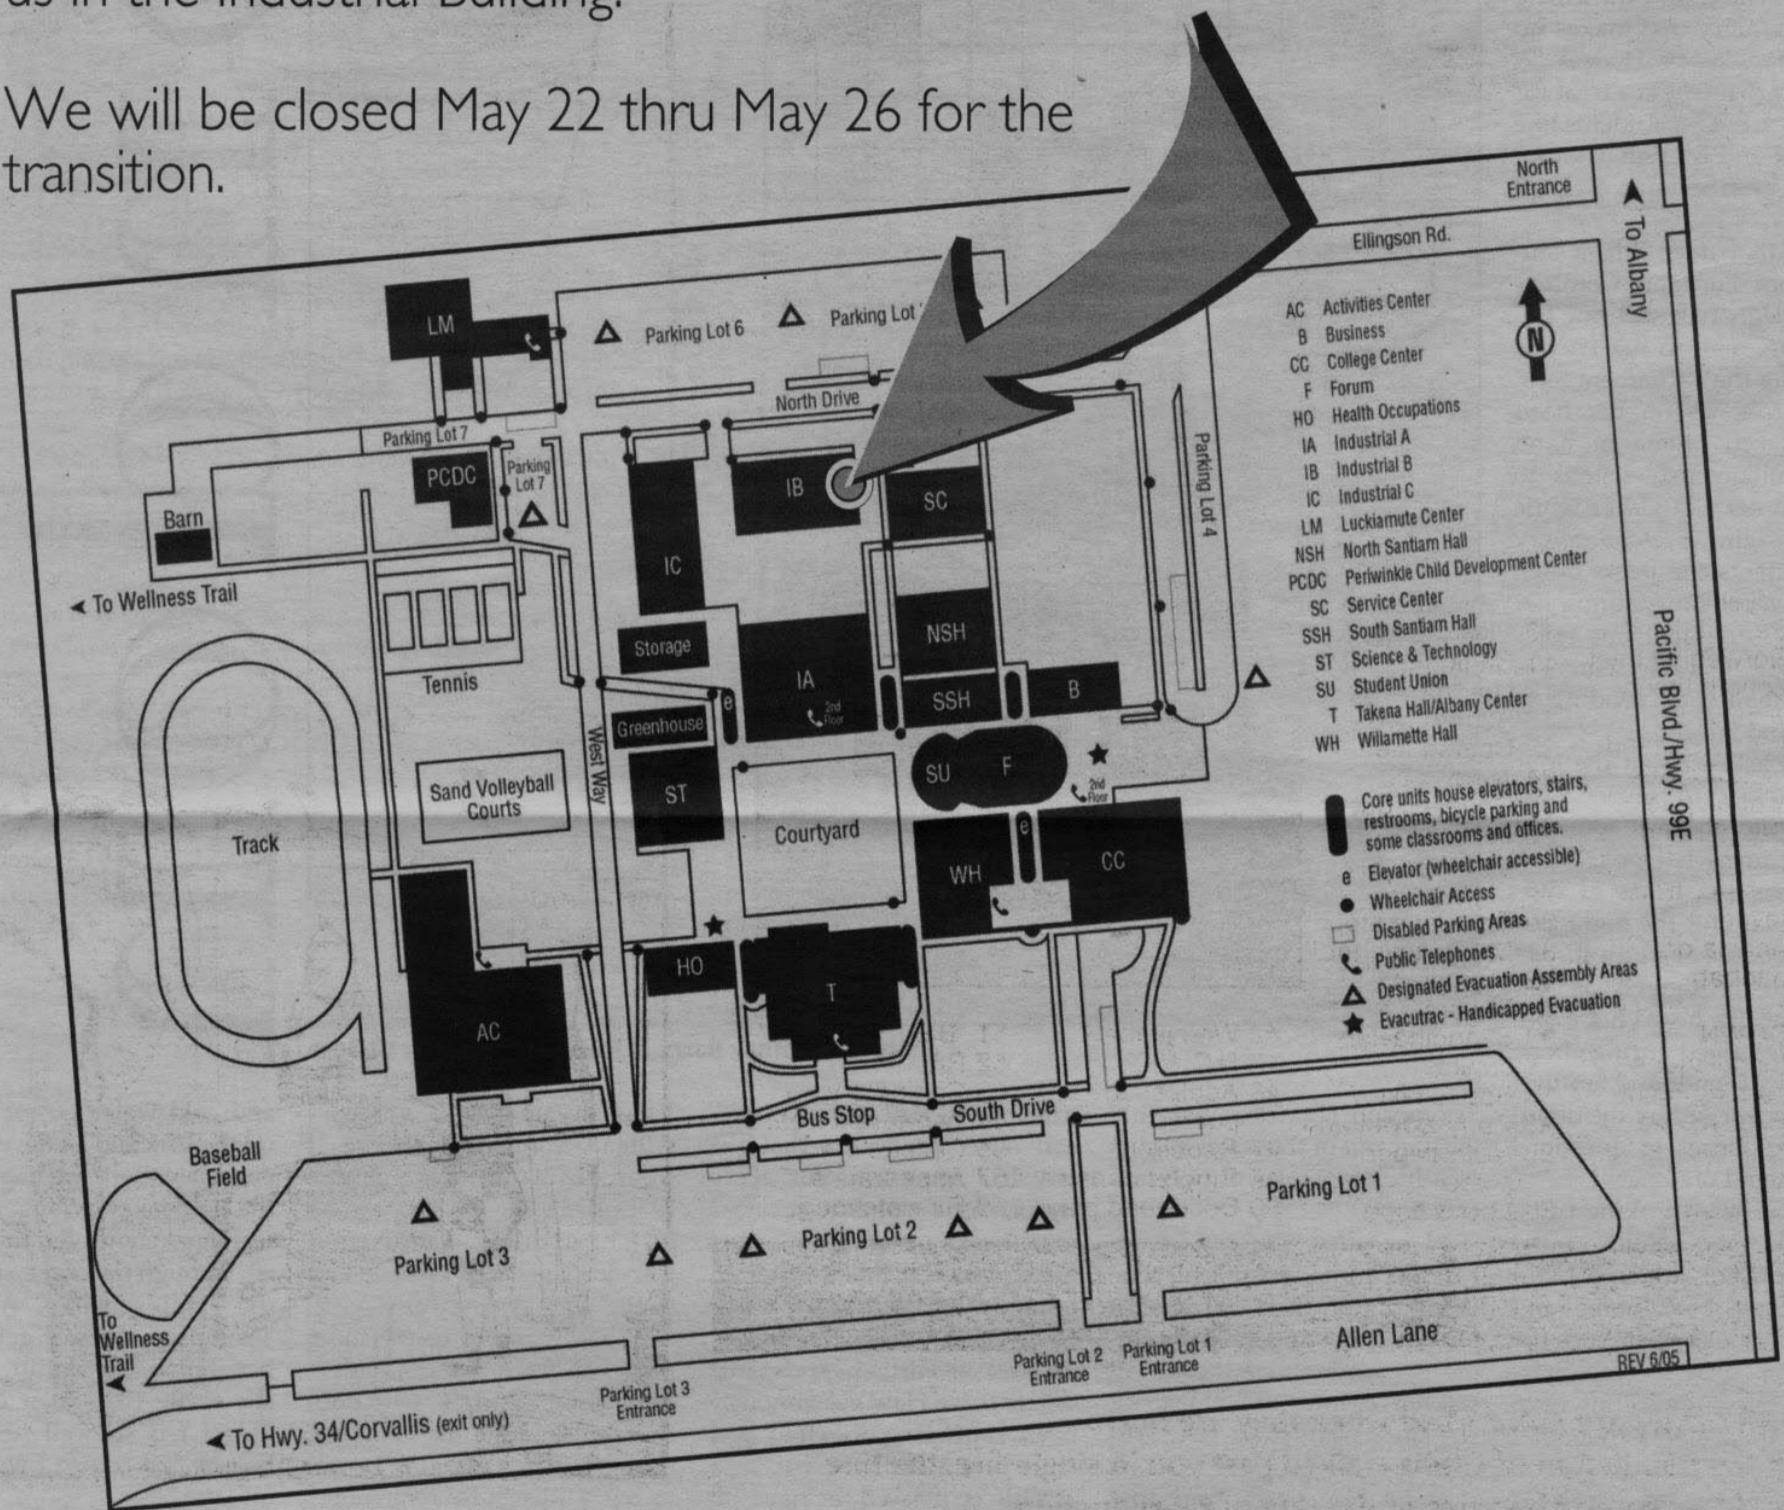 us in the Industrial Building.
We will be closed May 22 thru May 26 for the
transition.
North
Entrance
Ellingson Rd.
To Albany
Pacific Blvd./Hwy. 99E
N
AC Activities Center
B Business
CC College Center
F Forum
HO Health Occupations
IA Industrial A
IB Industrial B
IC Industrial C
LM Luckiamute Center
NSH North Santiam Hall
PCDC Periwinkle Child Development Center
SC Service Center
SSH South Santiam Hall
ST Science & Technology
SU Student Union
T Takena Hall/Albany Center
WH Willamette Hall
Core units house elevators, stairs,
restrooms, bicycle parking and
some classrooms and offices.
e Elevator (wheelchair accessible)
Wheelchair Access
Disabled Parking Areas
Public Telephones
Designated Evacuation Assembly Areas
Evacutrac - Handicapped Evacuation
LM
Parking Lot 6
Parking Lot
North Drive
Parking Lot 7
PCDC
Parking
Lot 7
Barn
To Wellness Trail
IB
SC
IC
Parking Lot 4
Storage
NSH
Tennis
IA
2nd
Floor
e
SSH
B
Greenhouse
West Way
SU
F
2nd
Floor
Sand Volleyball
Courts
ST
Courtyard
Track
e
WH
CC
HO
T
AC
Bus Stop
South Drive
Baseball
Field
Parking Lot 3
Parking Lot 2
Parking Lot 1
To
Wellness
Trail
Allen Lane
Parking Lot 3
Entrance
Parking Lot 2
Entrance
Parking Lot 1
Entrance
REV 6/05
To Hwy. 34/Corvallis (exit only)